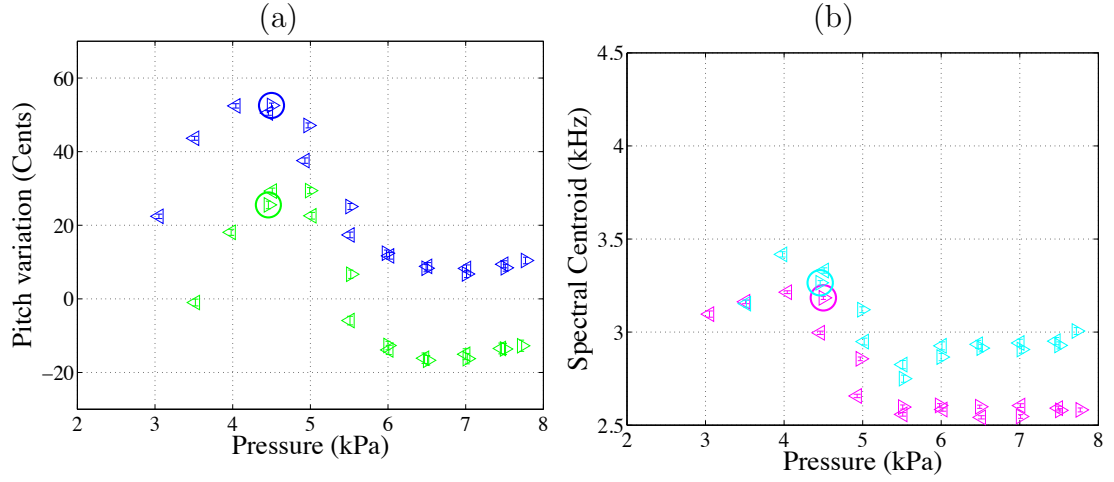 (a)
Pitch variation (Cents)
60
40
20
0
−20
2 3 4 5 6 7 8
Pressure (kPa)
(b)
Spectral Centroid (kHz)
4.5
4
3.5
3
2.5
2 3 4 5 6 7 8
Pressure (kPa)